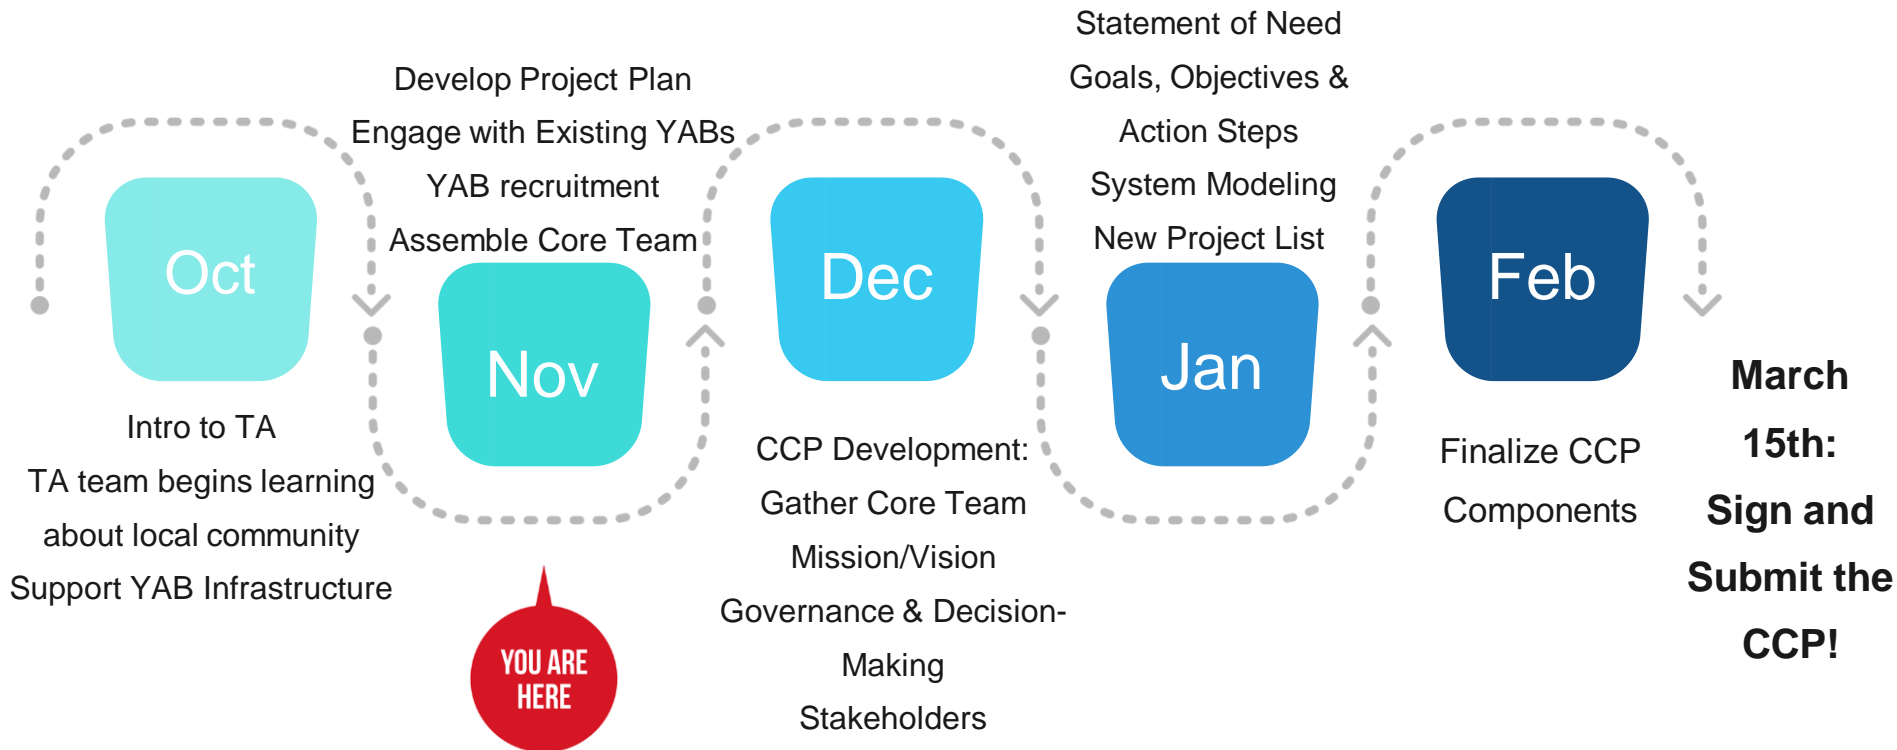 Oct
Intro to TA
TA team begins learning
about local community
Support YAB Infrastructure
Develop Project Plan
Engage with Existing YABs
YAB recruitment
Assemble Core Team
Nov
YOU ARE
HERE
Dec
CCP Development:
Gather Core Team
Mission/Vision
Governance & Decision-
Making
Stakeholders
Statement of Need
Goals, Objectives &
Action Steps
System Modeling
New Project List
Jan
Feb
Finalize CCP
Components
March
15th:
Sign and
Submit the
CCP!